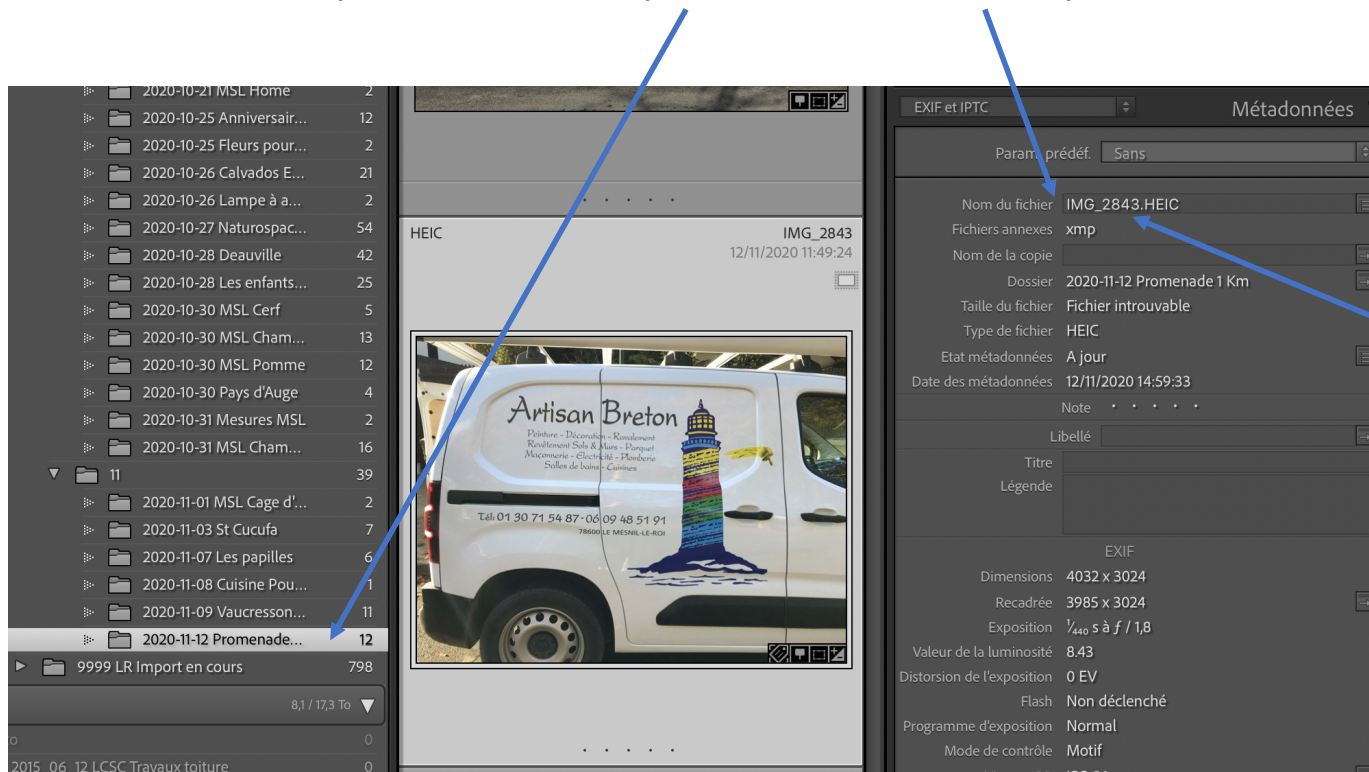 2020-10-21 MSL Home 2
2020-10-25 Anniversair... 12
2020-10-25 Fleurs pour... 2
2020-10-26 Calvados E... 21
2020-10-26 Lampe à a... 2
2020-10-27 Naturospac... 54
2020-10-28 Deauville 42
2020-10-28 Les enfants... 25
2020-10-30 MSL Cerf 5
2020-10-30 MSL Cham... 13
2020-10-30 MSL Pomme 12
2020-10-30 Pays d'Auge 4
2020-10-31 Mesures MSL 2
2020-10-31 MSL Cham... 16
11 39
2020-11-01 MSL Cage d'... 2
2020-11-03 St Cucufa 7
2020-11-07 Les papilles 6
2020-11-08 Cuisine Pou... 1
2020-11-09 Vaucresson... 11
2020-11-12 Promenade... 12
9999 LR Import en cours 798
8,1 / 17,3 To
0
2015_06_12 LCSC Travaux toiture 0
HEIC IMG_2843
12/11/2020 11:49:24
Artisan Breton
Peinture - Décoration - Ravalement
Revêtement Sols & Murs - Parquet
Maçonnerie - Électricité - Plomberie
Salles de bains - Cuisines
Tél: 01 30 71 54 87 - 06 09 48 51 91
78600 LE MESNIL-LE-ROI
EXIF et IPTC Métadonnées
Param. prédéf. Sans
Nom du fichier IMG_2843.HEIC
Fichiers annexes xmp
Nom de la copie
Dossier 2020-11-12 Promenade 1 Km
Taille du fichier Fichier introuvable
Type de fichier HEIC
Etat métadonnées A jour
Date des métadonnées 12/11/2020 14:59:33
Note
Libellé
Titre
Légende
EXIF
Dimensions 4032 x 3024
Recadrée 3985 x 3024
Exposition 1/440 s à ƒ / 1,8
Valeur de la luminosité 8.43
Distorsion de l'exposition 0 EV
Flash Non déclenché
Programme d'exposition Normal
Mode de contrôle Motif